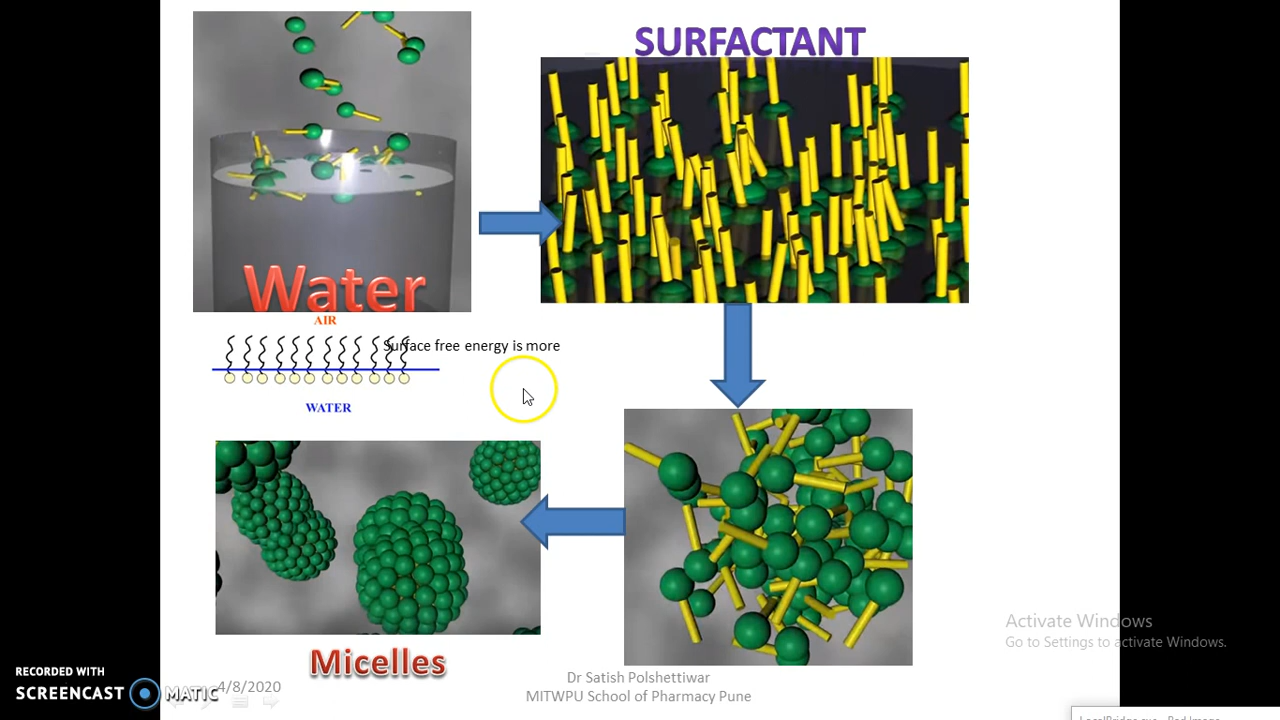 SURFACTANT
Water
AIR
Surface free energy is more
WATER
Micelles
Activate Windows
Go to Settings to activate Windows.
RECORDED WITH
SCREENCAST MATIC
4/8/2020
Dr Satish Polshettiwar
MITWPU School of Pharmacy Pune